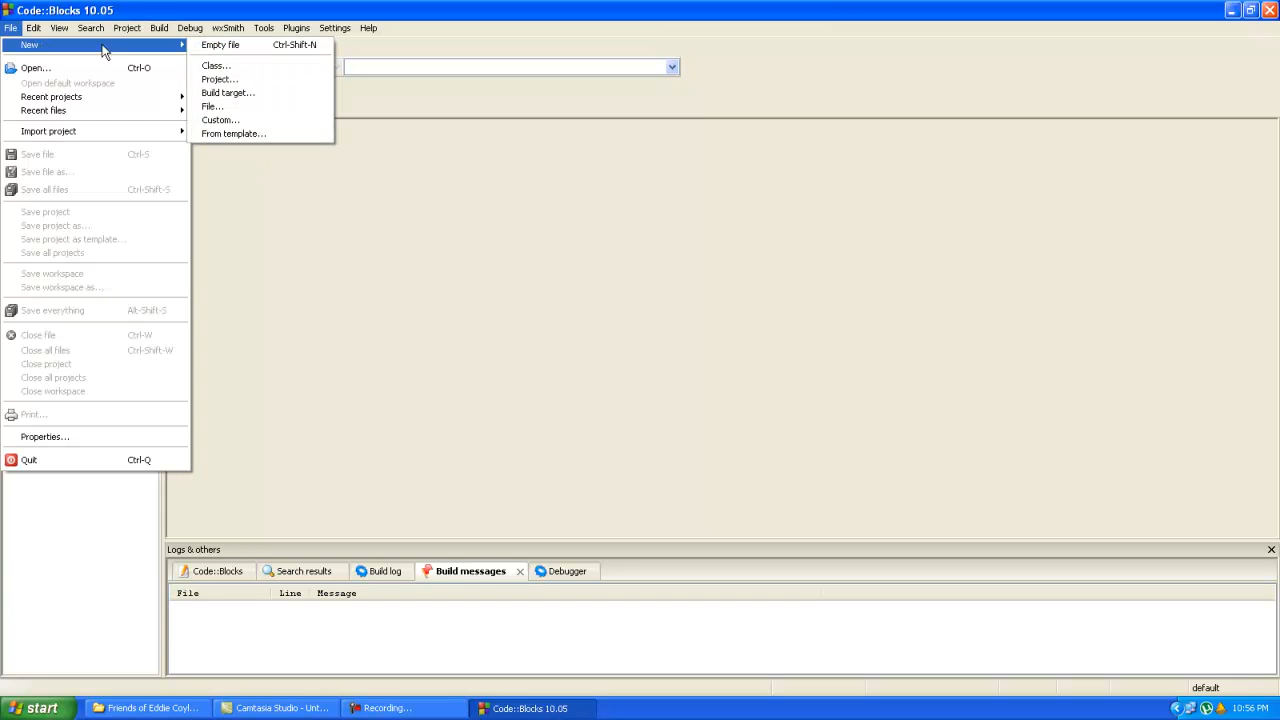 Code::Blocks 10.05
File Edit View Search Project Build Debug wxSmith Tools Plugins Settings Help
New
Open... Ctrl-O
Open default workspace
Recent projects
Recent files
Import project
Save file Ctrl-S
Save file as...
Save all files Ctrl-Shift-S
Save project
Save project as...
Save project as template...
Save all projects
Save workspace
Save workspace as...
Save everything Alt-Shift-S
Close file Ctrl-W
Close all files Ctrl-Shift-W
Close project
Close all projects
Close workspace
Print...
Properties...
Quit Ctrl-Q
Empty file Ctrl-Shift-N
Class...
Project...
Build target...
File...
Custom...
From template...
Logs & others
Code::Blocks Search results Build log Build messages Debugger
File Line Message
default
start Friends of Eddie Coyl... Camtasia Studio - Unt... Recording... Code::Blocks 10.05 10:56 PM